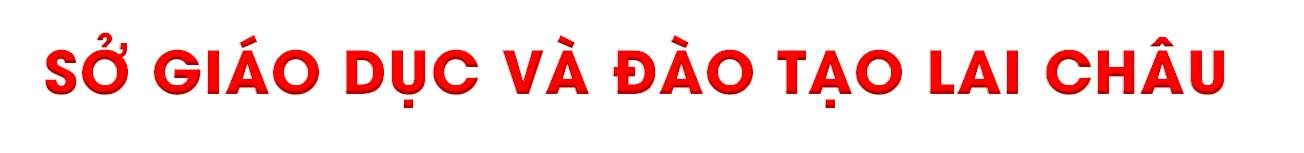 SỞ GIÁO DỤC VÀ ĐÀO TẠO LAI CHÂU